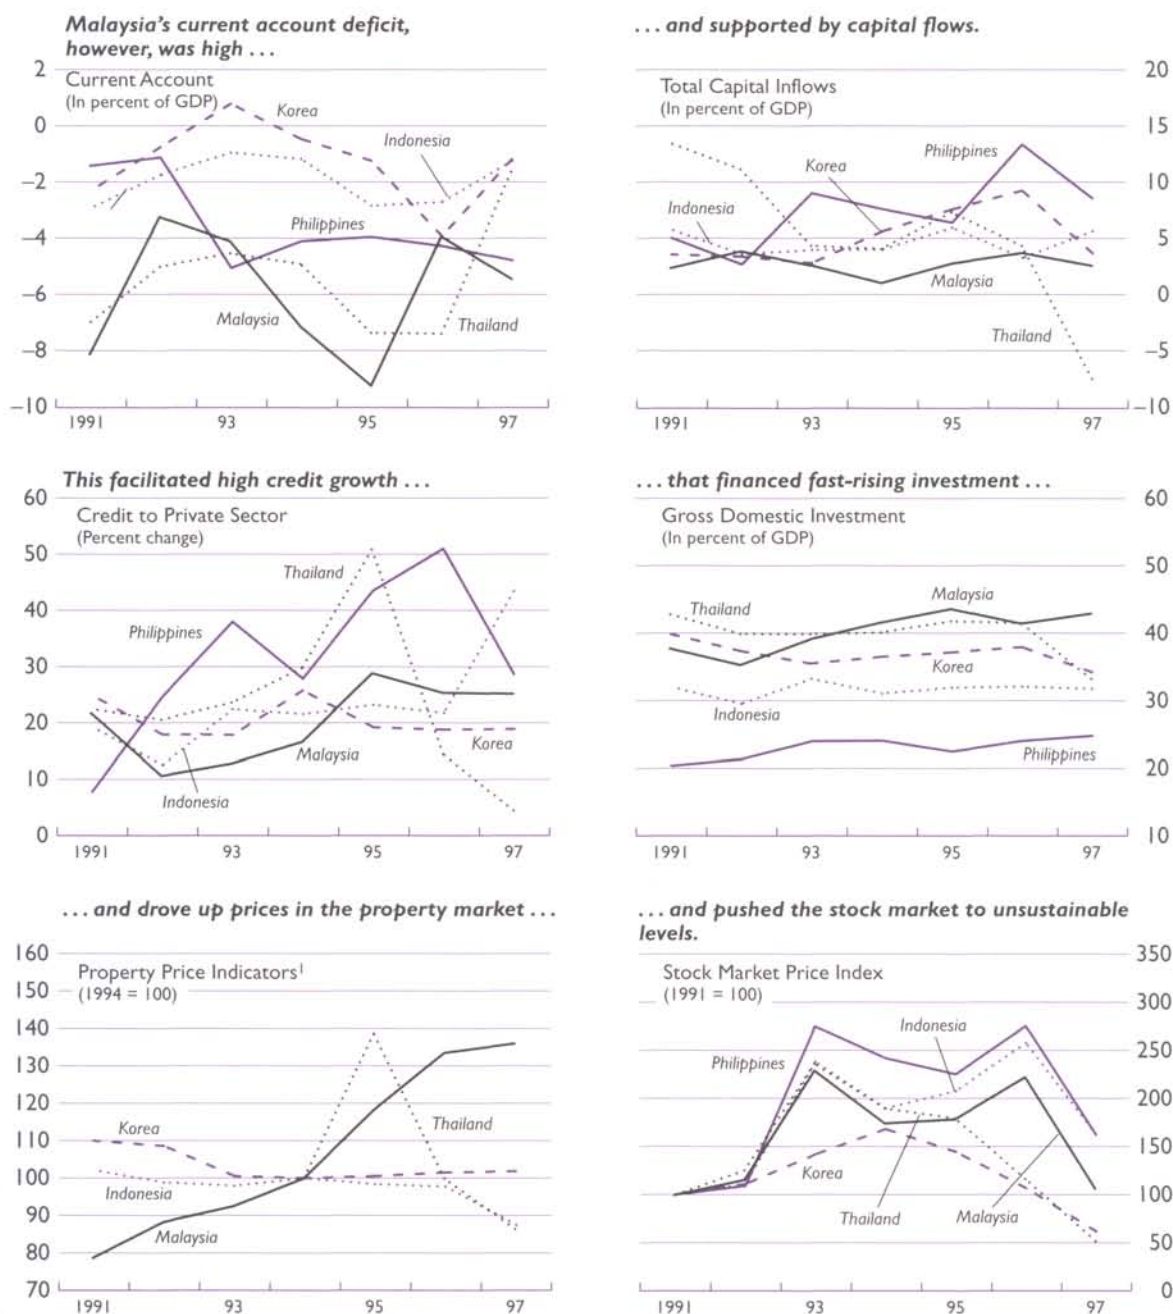 Malaysia's current account deficit,
however, was high ...
2
Current Account
(In percent of GDP)
0
−2
−4
−6
−8
−10
Korea
Indonesia
Philippines
Malaysia
Thailand
1991 93 95 97
... and supported by capital flows.
20
Total Capital Inflows
(In percent of GDP)
15
10
5
0
−5
−10
Philippines
Korea
Indonesia
Malaysia
Thailand
1991 93 95 97
This facilitated high credit growth ...
60
Credit to Private Sector
(Percent change)
50
40
30
20
10
0
Thailand
Philippines
Korea
Malaysia
Indonesia
1991 93 95 97
... that financed fast-rising investment ...
60
Gross Domestic Investment
(In percent of GDP)
50
40
30
20
10
Malaysia
Thailand
Korea
Indonesia
Philippines
1991 93 95 97
... and drove up prices in the property market ...
160
Property Price Indicators¹
150
(1994 = 100)
140
130
120
110
100
90
80
70
Korea
Thailand
Indonesia
Malaysia
1991 93 95 97
... and pushed the stock market to unsustainable
levels.
350
Stock Market Price Index
(1991 = 100)
300
250
200
150
100
50
0
Indonesia
Philippines
Korea
Thailand
Malaysia
1991 93 95 97